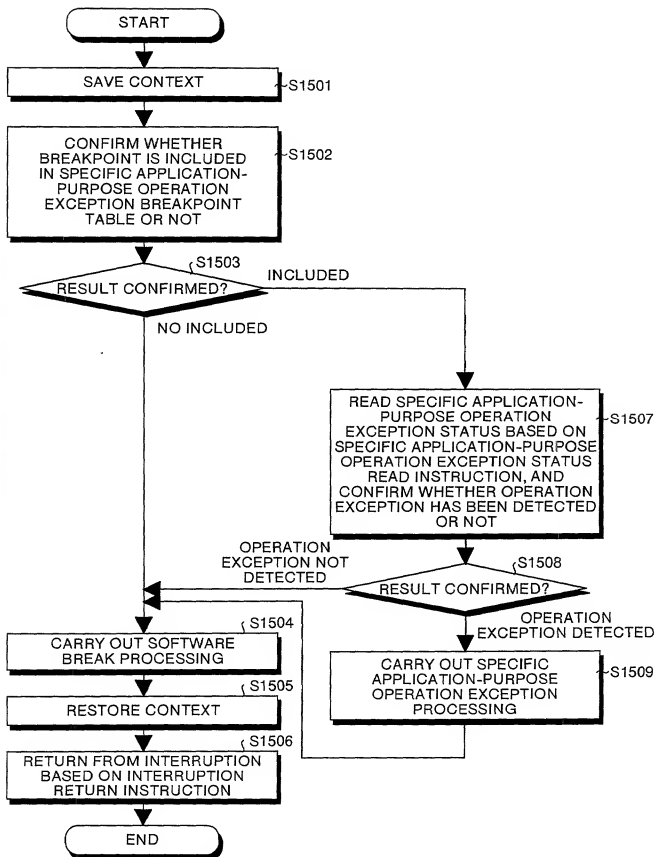 START
SAVE CONTEXT
S1501
CONFIRM WHETHER
BREAKPOINT IS INCLUDED
IN SPECIFIC APPLICATION-
PURPOSE OPERATION
EXCEPTION BREAKPOINT
TABLE OR NOT
S1502
S1503
RESULT CONFIRMED?
INCLUDED
NO INCLUDED
READ SPECIFIC APPLICATION-
PURPOSE OPERATION
EXCEPTION STATUS BASED ON
SPECIFIC APPLICATION-PURPOSE
OPERATION EXCEPTION STATUS
READ INSTRUCTION, AND
CONFIRM WHETHER OPERATION
EXCEPTION HAS BEEN DETECTED
OR NOT
S1507
OPERATION
EXCEPTION NOT
DETECTED
S1508
RESULT CONFIRMED?
OPERATION
EXCEPTION DETECTED
CARRY OUT SPECIFIC
APPLICATION-PURPOSE
OPERATION EXCEPTION
PROCESSING
S1509
S1504
CARRY OUT SOFTWARE
BREAK PROCESSING
S1505
RESTORE CONTEXT
S1506
RETURN FROM INTERRUPTION
BASED ON INTERRUPTION
RETURN INSTRUCTION
END